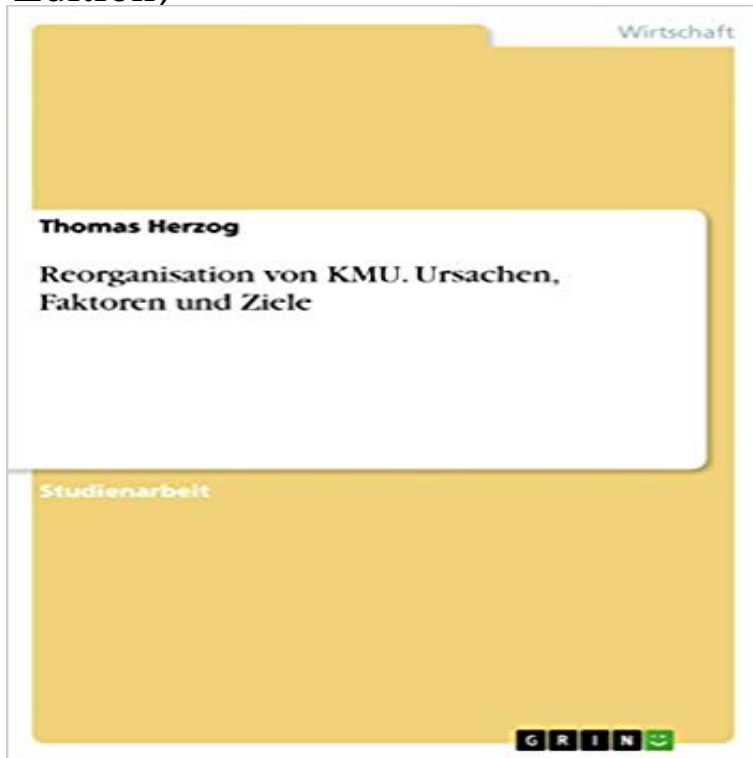 Wirtschaft
Thomas Herzog
Reorganisation von KMU. Ursachen,
Faktoren und Ziele
Studienarbeit
GRIN